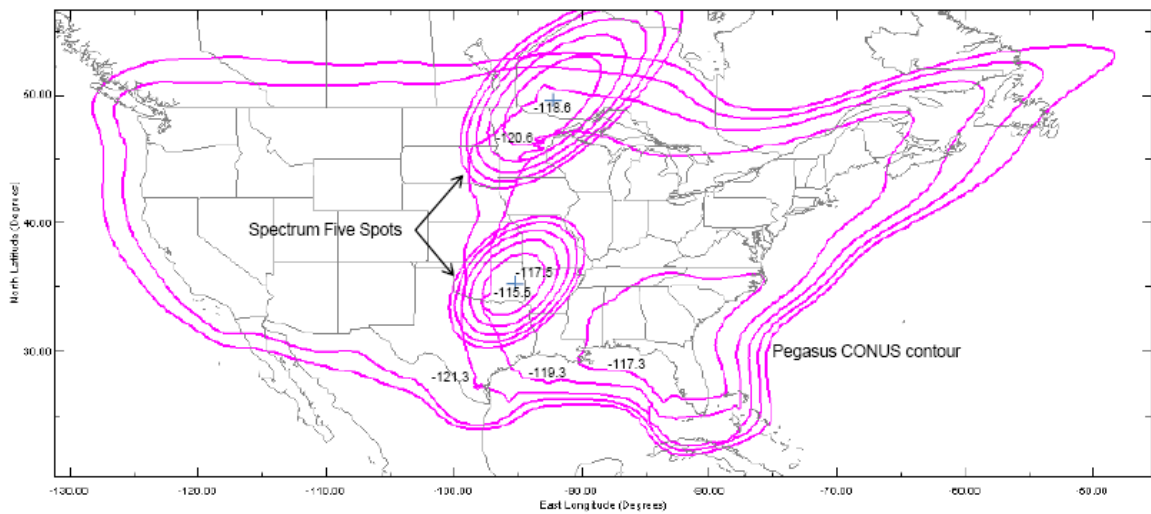 50.00
-118.6
-120.6
North Latitude (Degrees)
40.00
Spectrum Five Spots
-117.5
-115.5
30.00
Pegasus CONUS contour
-121.3
-119.3
-117.3
-130.00 -120.00 -110.00 -100.00 -90.00 -80.00 -70.00 -60.00 -50.00
East Longitude (Degrees)